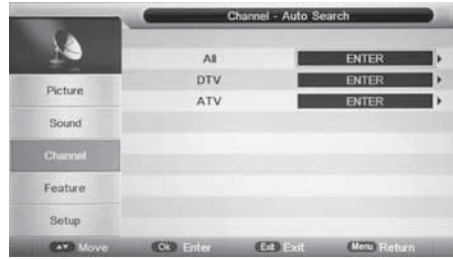 Channel - Auto Search
All ENTER
DTV ENTER
ATV ENTER
Picture
Sound
Channel
Feature
Setup
Move Ok Enter Exit Exit Menu Return